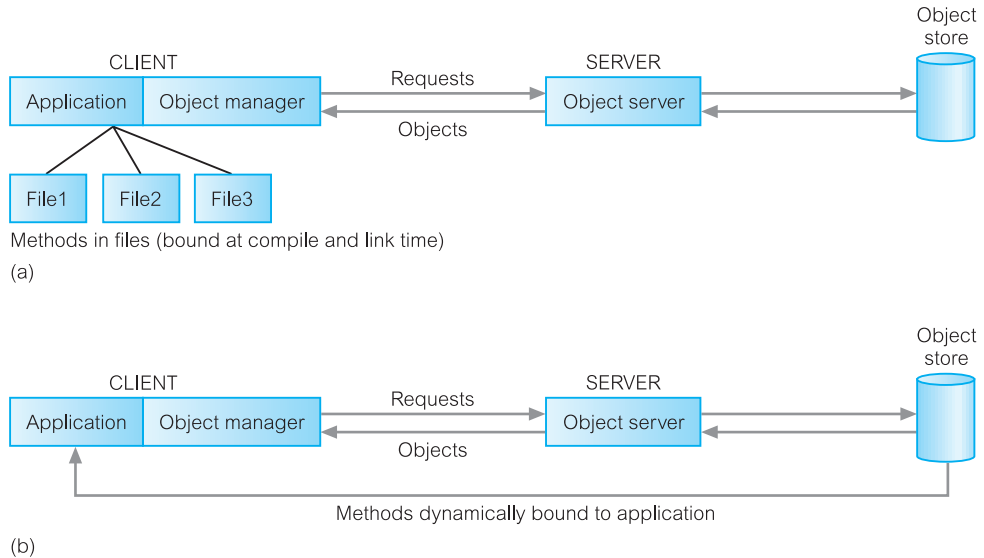 Object
store
CLIENT
SERVER
Requests
Application
Object manager
Object server
Objects
File1
File2
File3
Methods in files (bound at compile and link time)
(a)
Object
store
CLIENT
SERVER
Requests
Application
Object manager
Object server
Objects
Methods dynamically bound to application
(b)